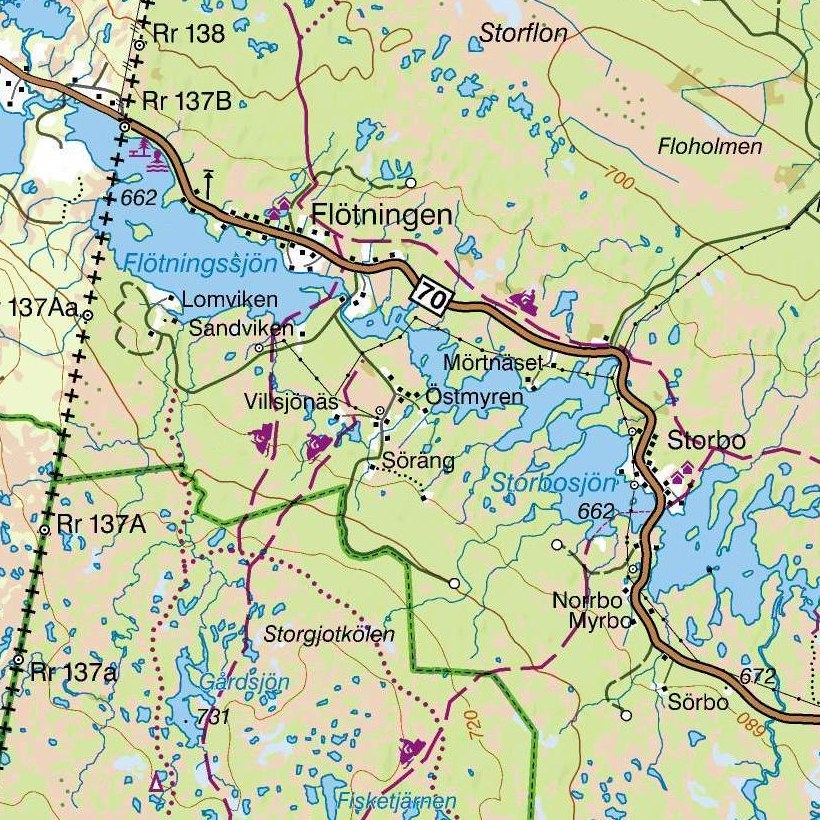 Rr 138
Storflon
Rr 137B
Floholmen
700
662
Flötningen
Flötningssjön
70
Lomviken
137Aa
Sandviken
Mörtnäset
Villsjönäs
Östmyren
Storbo
Söräng
Storbosjön
662
Rr 137A
Norrbo
Myrbo
Storgjotkölen
Rr 137a
Gårdsjön
672
Sörbo
731
720
680
Fisketjärnen